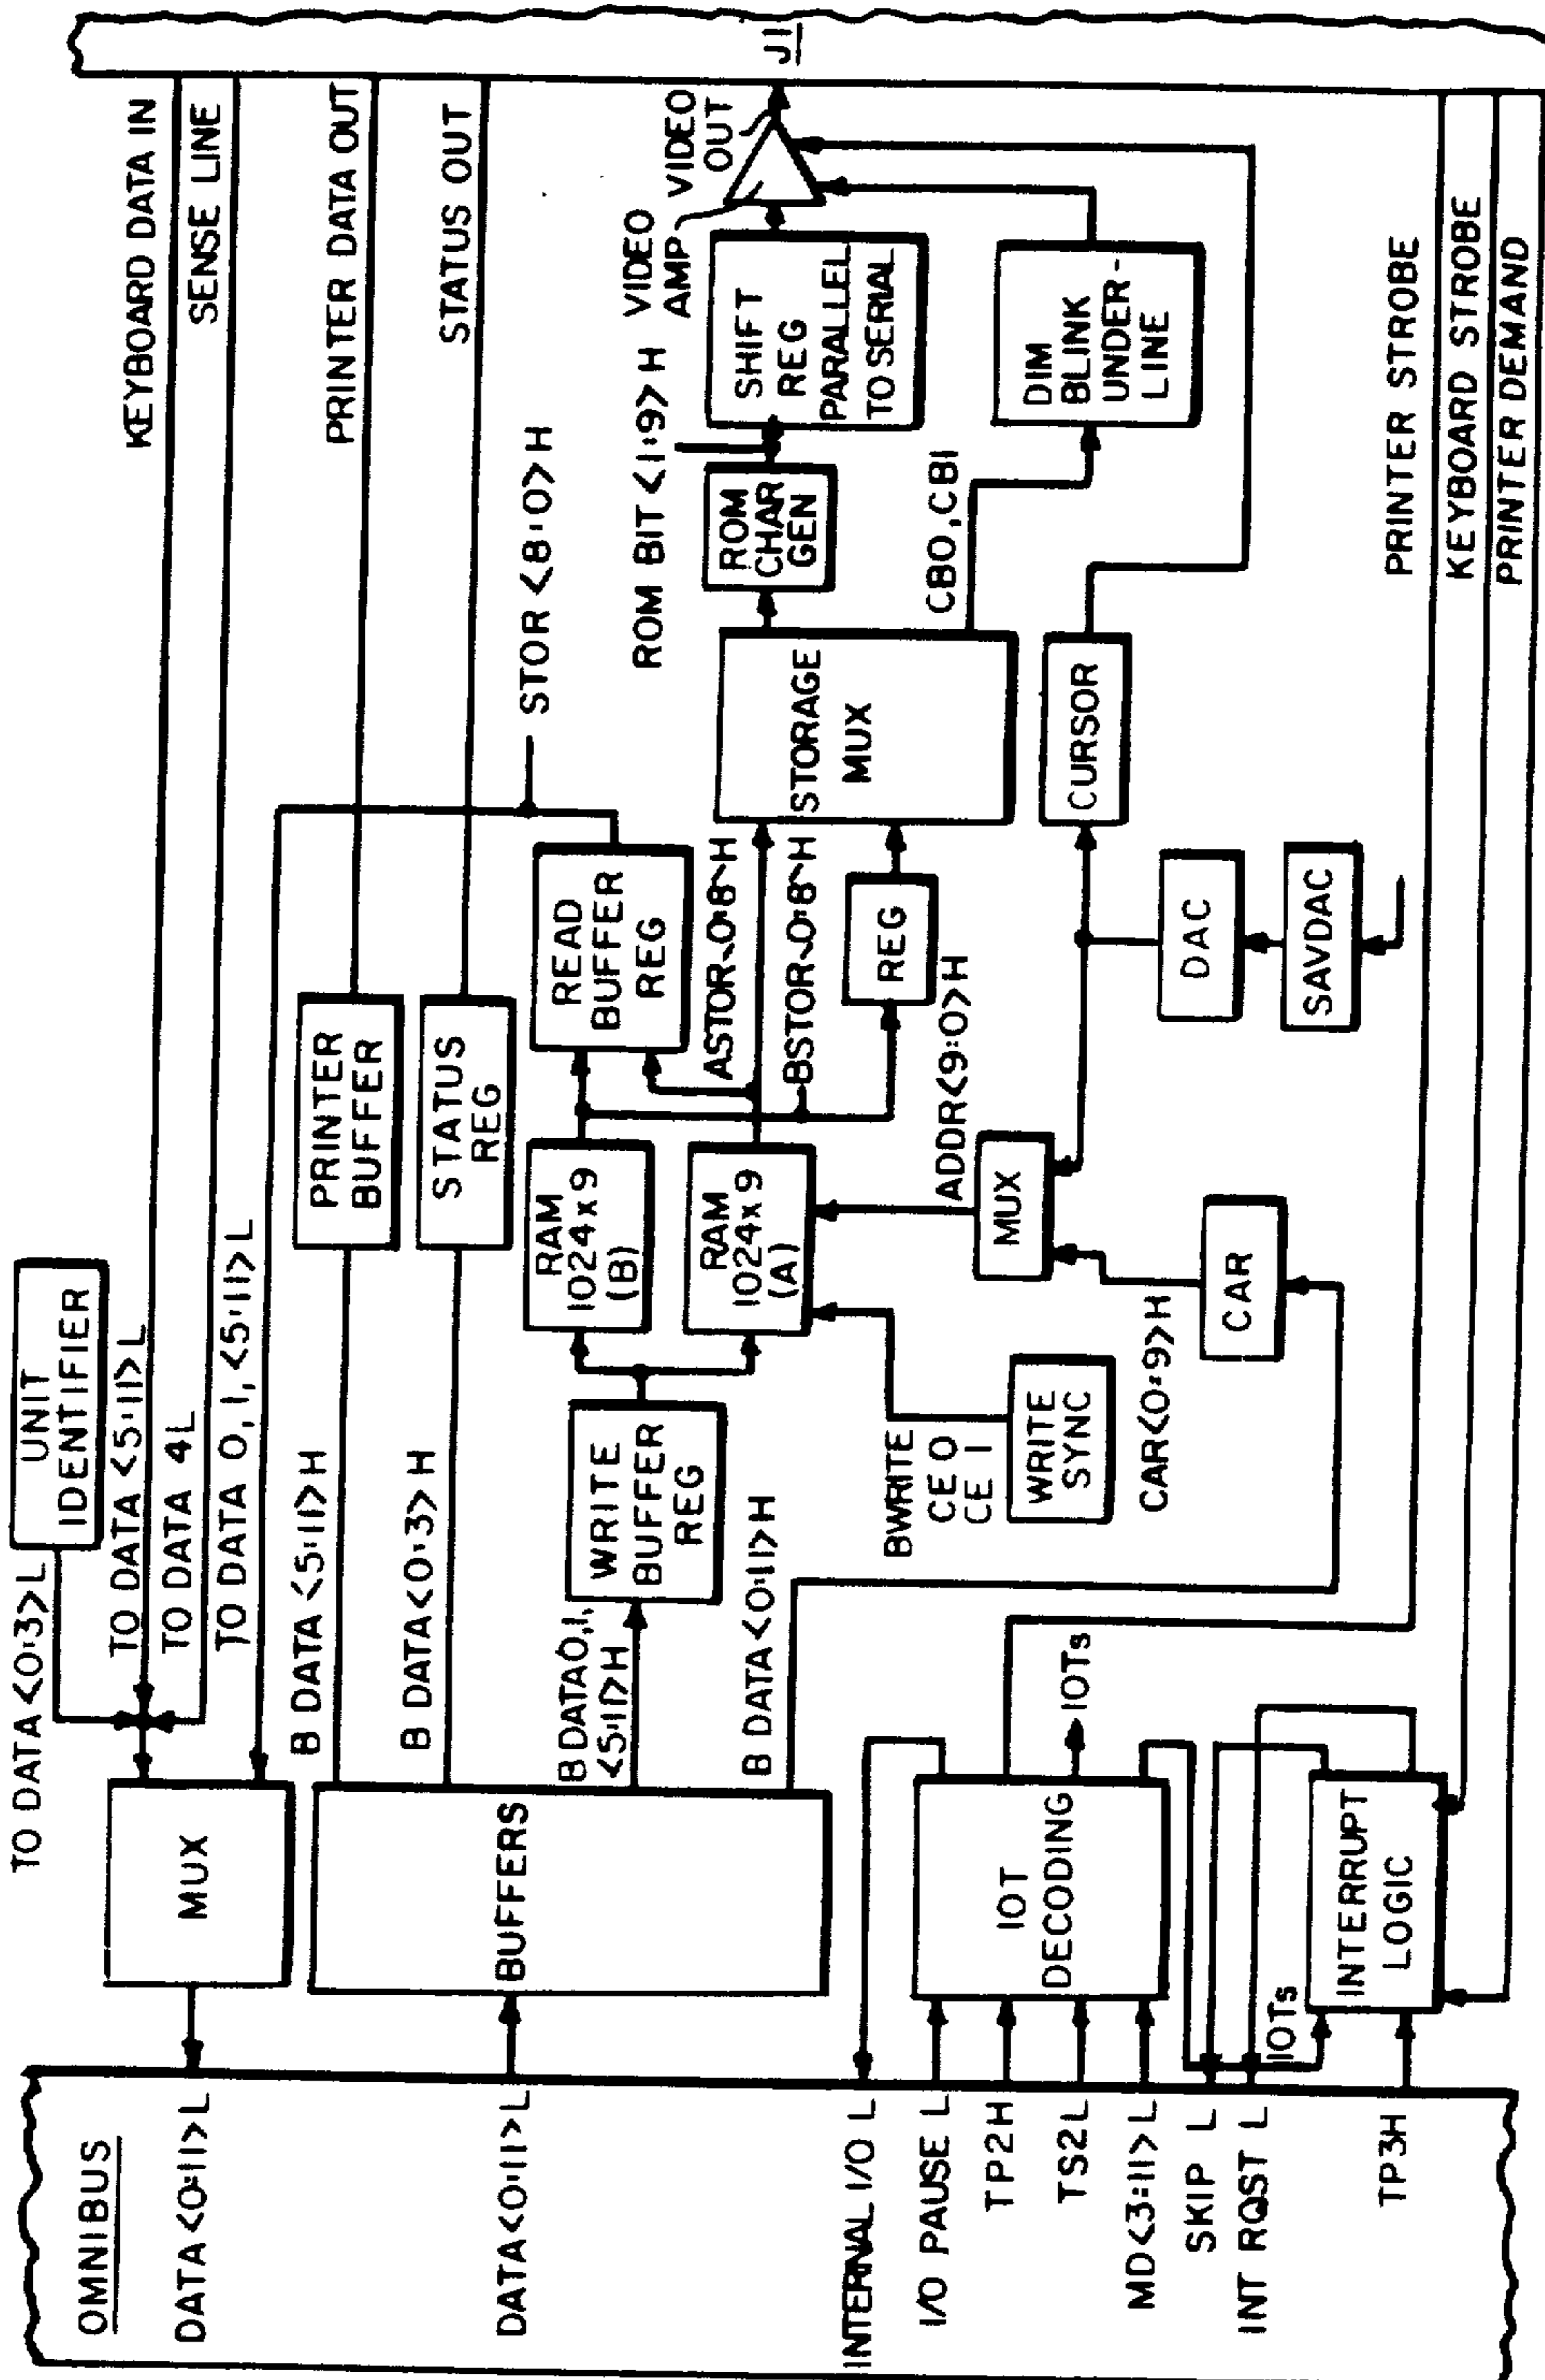 OMNIBUS
DATA <0:11> L
DATA <0:11> L
INTERNAL I/O L
I/O PAUSE L
TP2H
TS2L
MD<3:11> L
SKIP L
INT RQST L
TP3H
MUX
BUFFERS
IOT
DECODING
INTERRUPT
LOGIC
IOTs
IOTs
TO DATA <0:3> L
UNIT
IDENTIFIER
TO DATA <5:11> L
TO DATA 4L
TO DATA 0, 1, <5:11> L
B DATA <5:11> H
B DATA <0:3> H
B DATA 0, 1,
<5:11> H
B DATA <0:11> H
WRITE
BUFFER
REG
BWRITE
CE 0
CE 1
WRITE
SYNC
CAR<0:9> H
CAR
MUX
ADDR<9:0> H
RAM
1024 x 9
(B)
RAM
1024 x 9
(A)
PRINTER
BUFFER
STATUS
REG
READ
BUFFER
REG
ASTOR<0:8>H
BSTOR<0:8>H
REG
DAC
SAVDAC
STOR <8:0> H
STORAGE
MUX
CURSOR
CB0, CB1
ROM
CHAR
GEN
ROM BIT <1:9> H
SHIFT
REG
PARALLEL
TO SERIAL
DIM
BLINK
UNDER-
LINE
VIDEO
AMP
VIDEO
OUT
J1
KEYBOARD DATA IN
SENSE LINE
PRINTER DATA OUT
STATUS OUT
PRINTER STROBE
KEYBOARD STROBE
PRINTER DEMAND